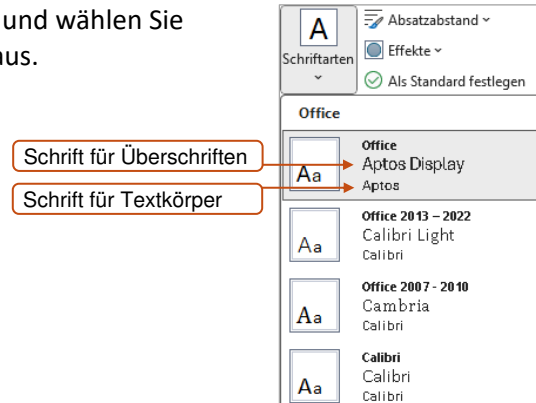 und wählen Sie
aus.
A
Schriftarten
Absatzabstand
Effekte
Als Standard festlegen
Office
Schrift für Überschriften
Schrift für Textkörper
Aa
Office
Aptos Display
Aptos
Aa
Office 2013 – 2022
Calibri Light
Calibri
Aa
Office 2007 - 2010
Cambria
Calibri
Aa
Calibri
Calibri
Calibri